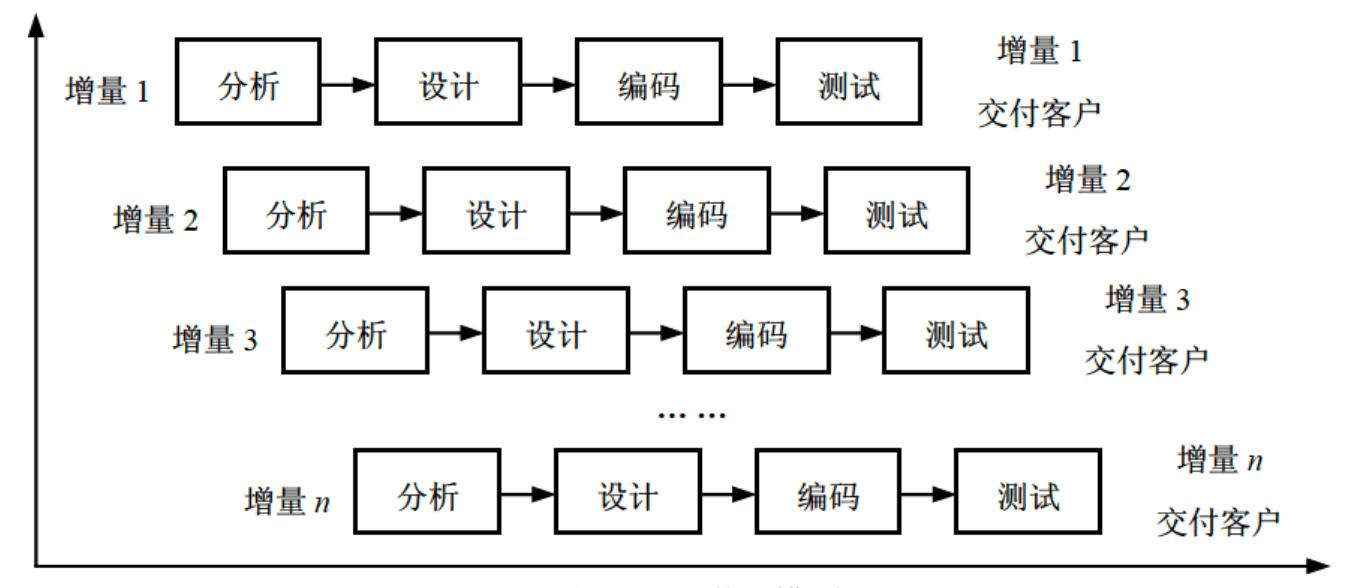 增量 1
分析
设计
编码
测试
增量 1
交付客户
增量 2
分析
设计
编码
测试
增量 2
交付客户
增量 3
分析
设计
编码
测试
增量 3
交付客户
… …
增量 n
分析
设计
编码
测试
增量 n
交付客户